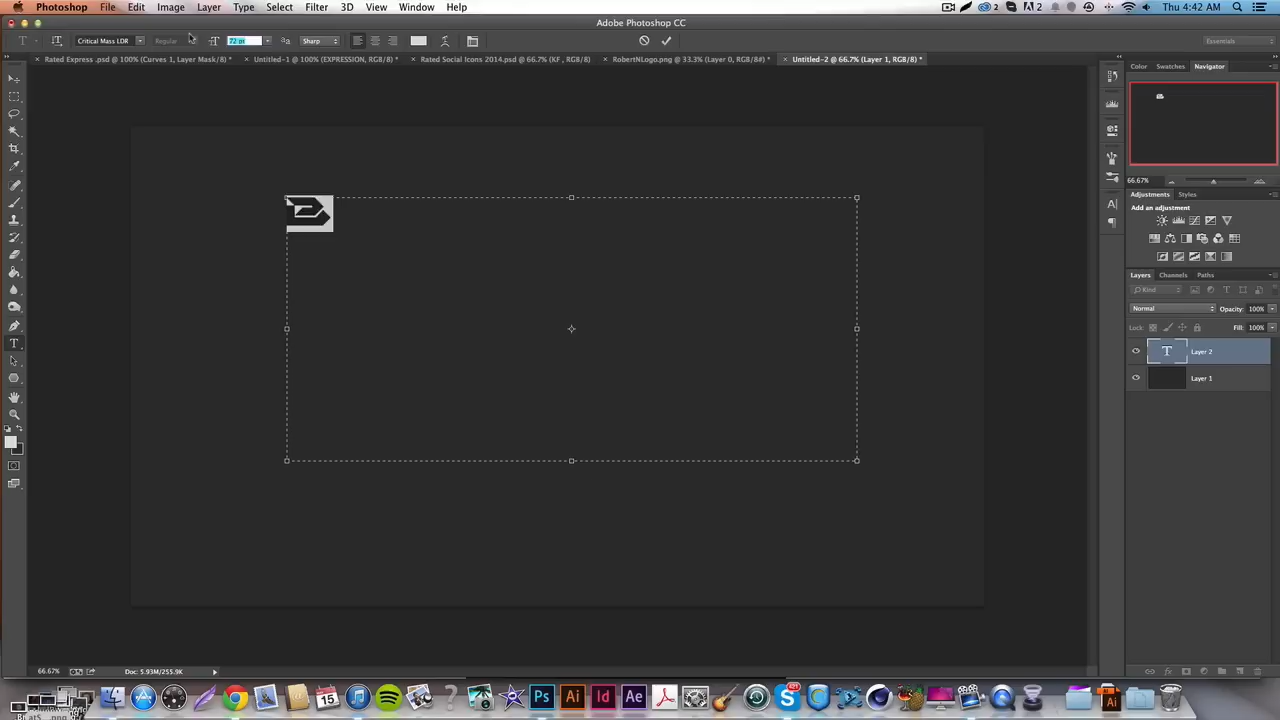 Photoshop File Edit Image Layer Type Select Filter 3D View Window Help 2 2 Thu 4:42 AM
Adobe Photoshop CC
Critical Mass LDR Regular 72 pt Sharp Essentials
Rated Express .psd @ 100% (Curves 1, Layer Mask/8) * Untitled-1 @ 100% (EXPRESSION, RGB/8) * Rated Social Icons 2014.psd @ 66.7% (KF , RGB/8) RobertNLogo.png @ 33.3% (Layer 0, RGB/8#) * Untitled-2 @ 66.7% (Layer 1, RGB/8) *
Color Swatches Navigator
66.67%
Adjustments Styles
Add an adjustment
Layers Channels Paths
Kind
Normal Opacity: 100%
Lock: Fill: 100%
Layer 2
Layer 1
66.67% Doc: 5.93M/255.9K